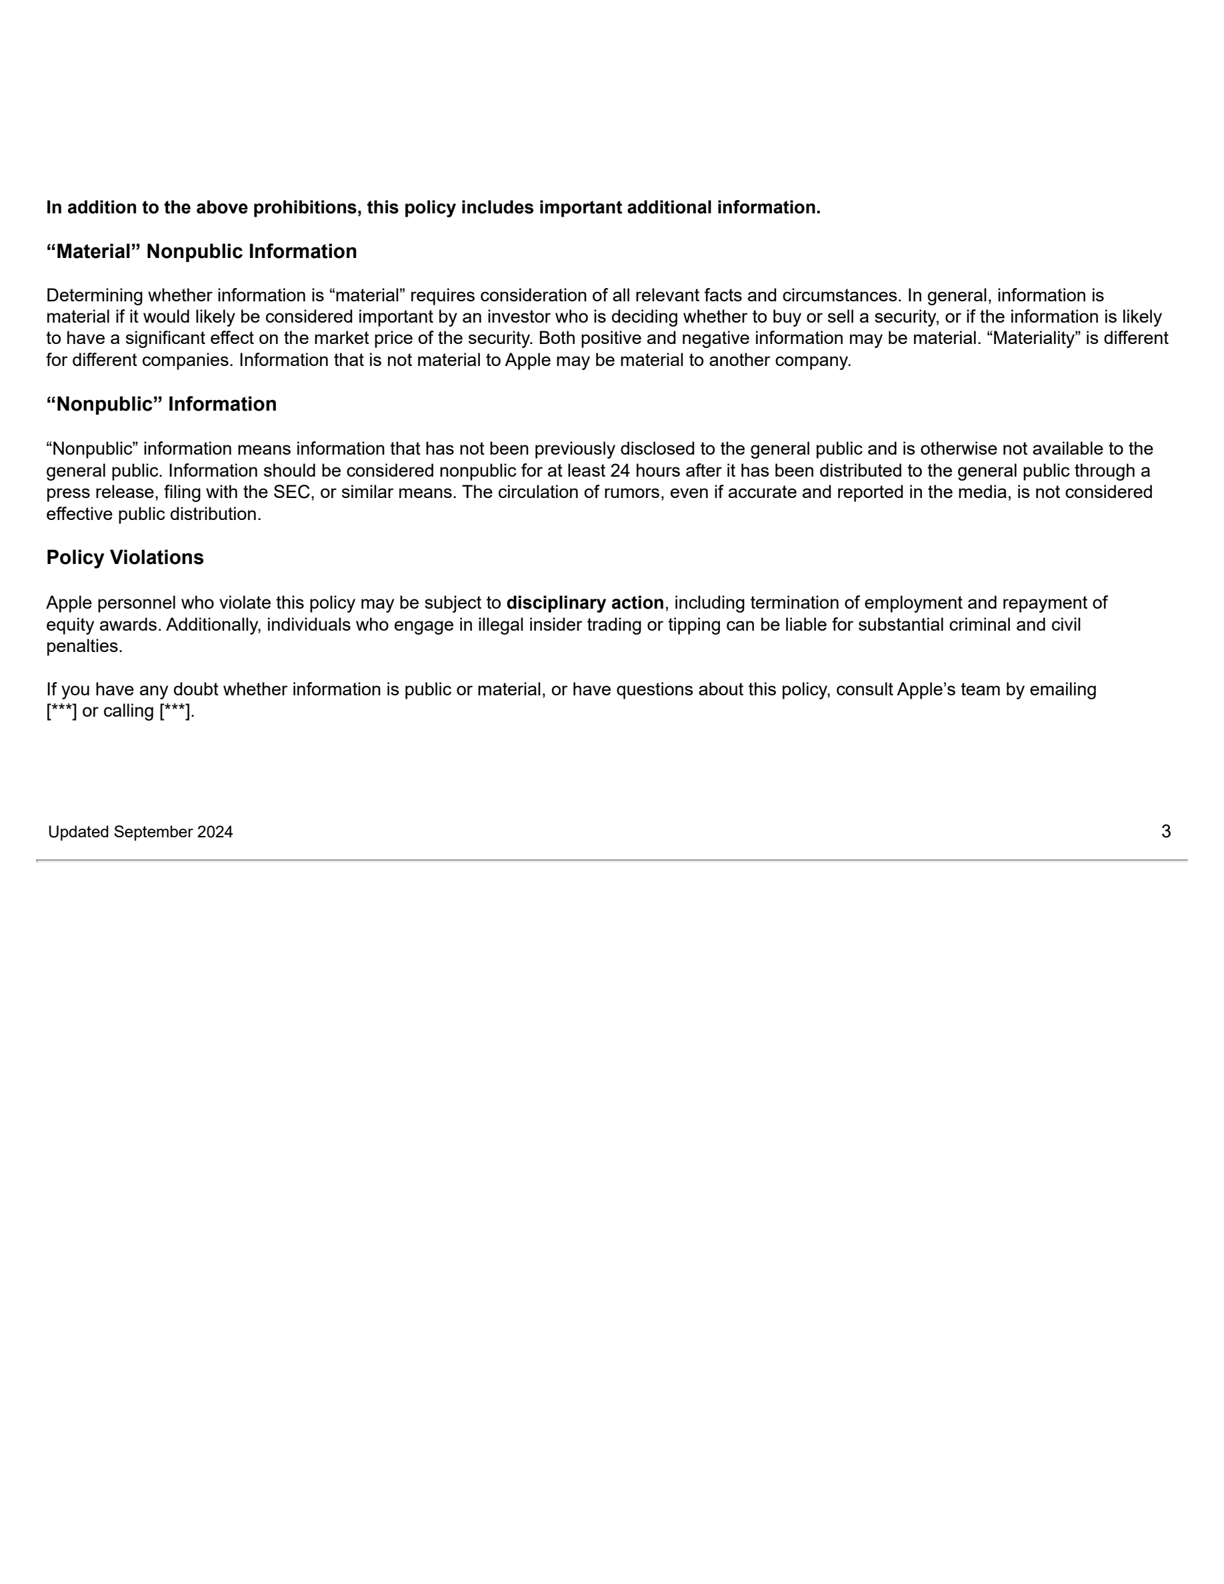 In addition to the above prohibitions, this policy includes important additional information.
“Material” Nonpublic Information
Determining whether information is “material” requires consideration of all relevant facts and circumstances. In general, information is
material if it would likely be considered important by an investor who is deciding whether to buy or sell a security, or if the information is likely
to have a significant effect on the market price of the security. Both positive and negative information may be material. “Materiality” is different
for different companies. Information that is not material to Apple may be material to another company.
“Nonpublic” Information
“Nonpublic” information means information that has not been previously disclosed to the general public and is otherwise not available to the
general public. Information should be considered nonpublic for at least 24 hours after it has been distributed to the general public through a
press release, filing with the SEC, or similar means. The circulation of rumors, even if accurate and reported in the media, is not considered
effective public distribution.
Policy Violations
Apple personnel who violate this policy may be subject to disciplinary action, including termination of employment and repayment of
equity awards. Additionally, individuals who engage in illegal insider trading or tipping can be liable for substantial criminal and civil
penalties.
If you have any doubt whether information is public or material, or have questions about this policy, consult Apple’s team by emailing
[***] or calling [***].
Updated September 2024 3